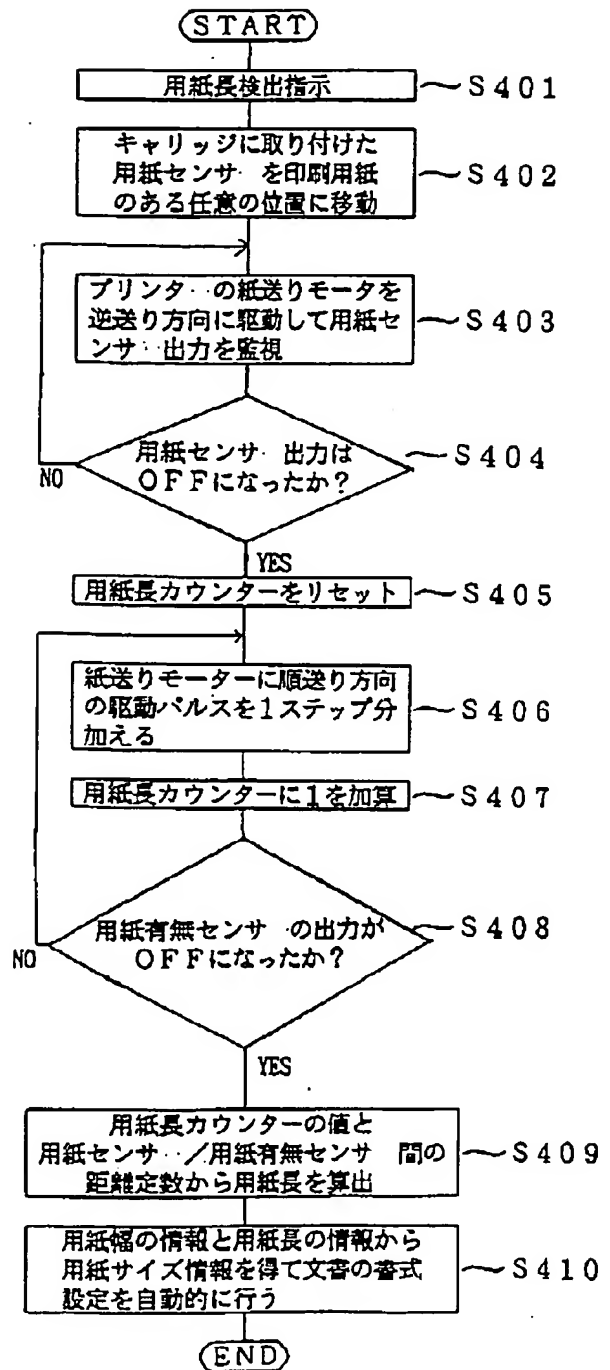 START
用紙長検出指示
S401
キャリッジに取り付けた
用紙センサ を印刷用紙
のある任意の位置に移動
S402
プリンタ の紙送りモータを
逆送り方向に駆動して用紙セ
ンサ 出力を監視
S403
用紙センサ 出力は
OFFになったか?
S404
NO
YES
用紙長カウンターをリセット
S405
紙送りモーターに順送り方向
の駆動パルスを1ステップ分
加える
S406
用紙長カウンターに1を加算
S407
用紙有無センサ の出力が
OFFになったか?
S408
NO
YES
用紙長カウンターの値と
用紙センサ /用紙有無センサ 間の
距離定数から用紙長を算出
S409
用紙幅の情報と用紙長の情報から
用紙サイズ情報を得て文書の書式
設定を自動的に行う
S410
END